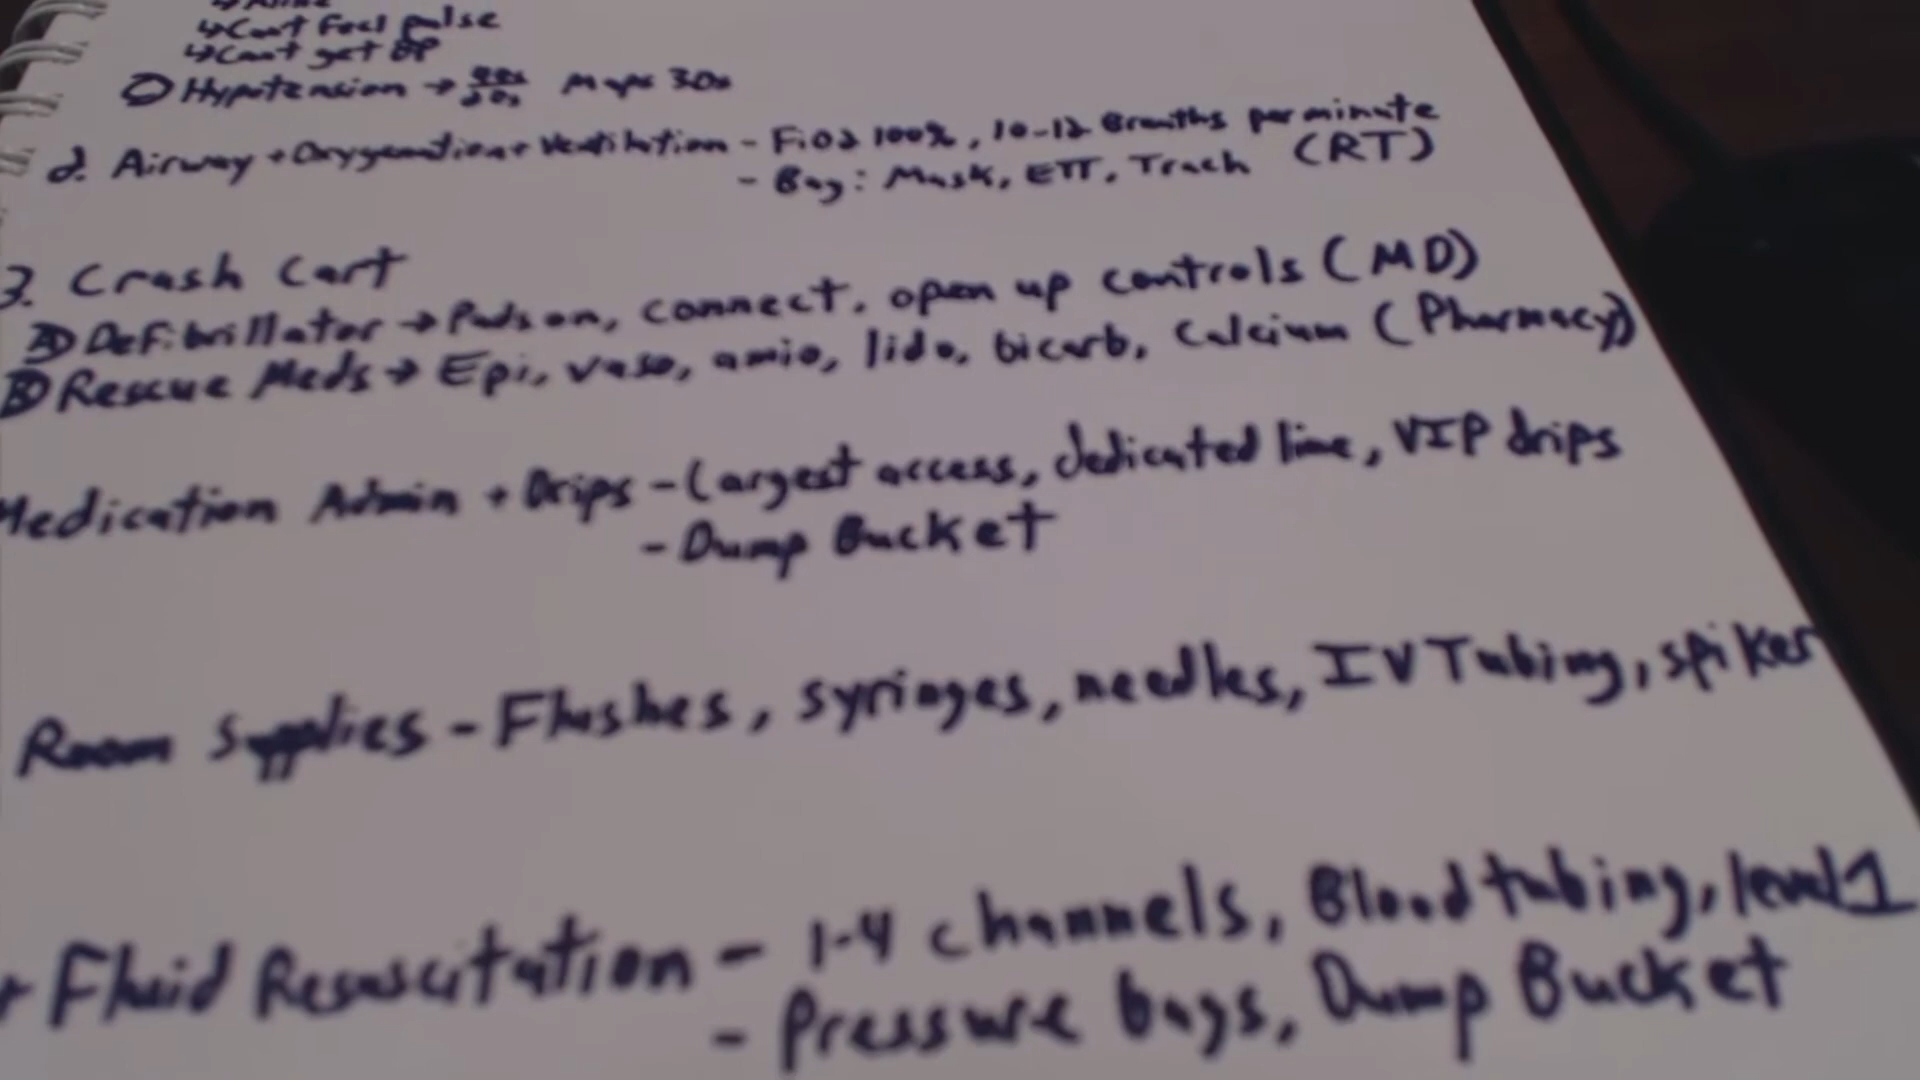 ↳ Can't Feel pulse
↳ Can't get BP
Hypotension → Maps 30s
2. Airway + Oxygenation + Ventilation - FiO2 100%, 10-12 Breaths per minute
- Bag: Mask, ETT, Trach (RT)
3. Crash Cart
A) Defibrillator → Pads on, connect, open up controls (MD)
B) Rescue Meds → Epi, vaso, amio, lido, bicarb, Calcium (Pharmacy)
Medication Admin + Drips - Largest access, dedicated line, VIP drips
- Dump Bucket
Room Supplies - Flushes, syringes, needles, IV Tubing, spikes
+ Fluid Resuscitation - 1-4 channels, Blood tubing, level 1
- Pressure bags, Dump Bucket